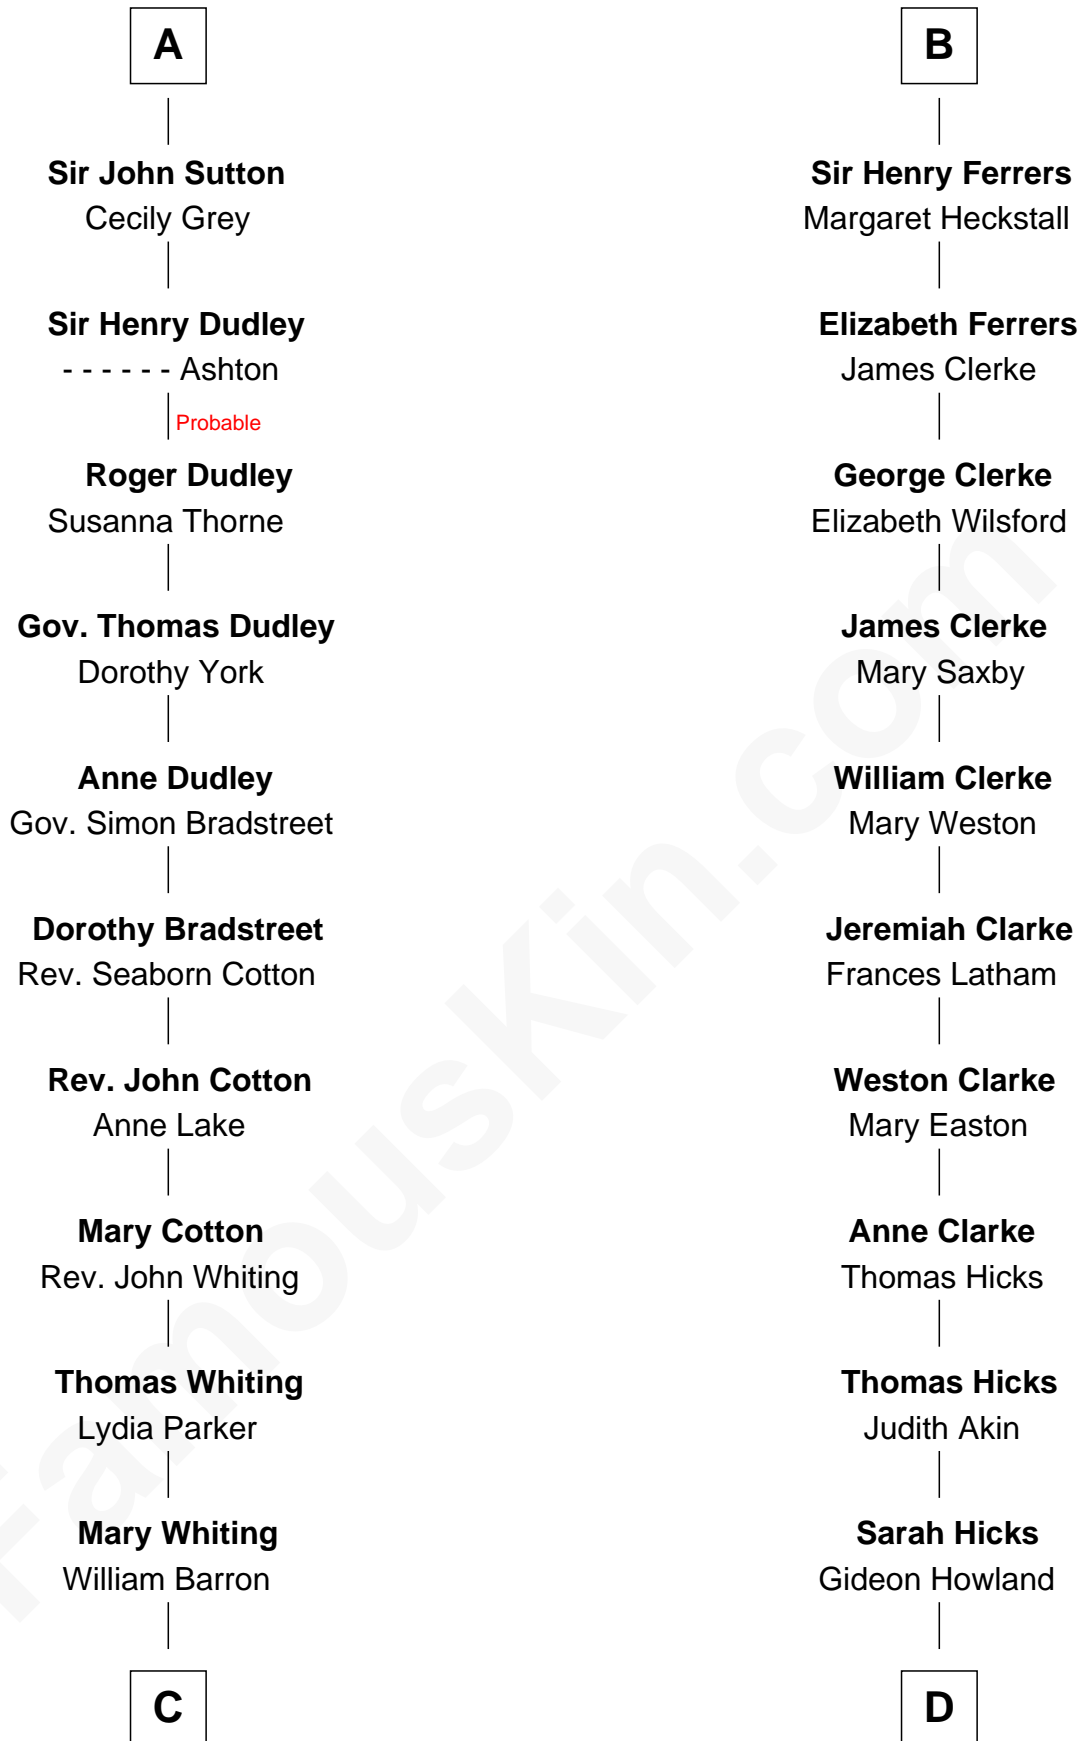 A
Sir John Sutton
Cecily Grey
Sir Henry Dudley
- - - - - - Ashton
Probable
Roger Dudley
Susanna Thorne
Gov. Thomas Dudley
Dorothy York
Anne Dudley
Gov. Simon Bradstreet
Dorothy Bradstreet
Rev. Seaborn Cotton
Rev. John Cotton
Anne Lake
Mary Cotton
Rev. John Whiting
Thomas Whiting
Lydia Parker
Mary Whiting
William Barron
C
B
Sir Henry Ferrers
Margaret Heckstall
Elizabeth Ferrers
James Clerke
George Clerke
Elizabeth Wilsford
James Clerke
Mary Saxby
William Clerke
Mary Weston
Jeremiah Clarke
Frances Latham
Weston Clarke
Mary Easton
Anne Clarke
Thomas Hicks
Thomas Hicks
Judith Akin
Sarah Hicks
Gideon Howland
D
FamousKin.com